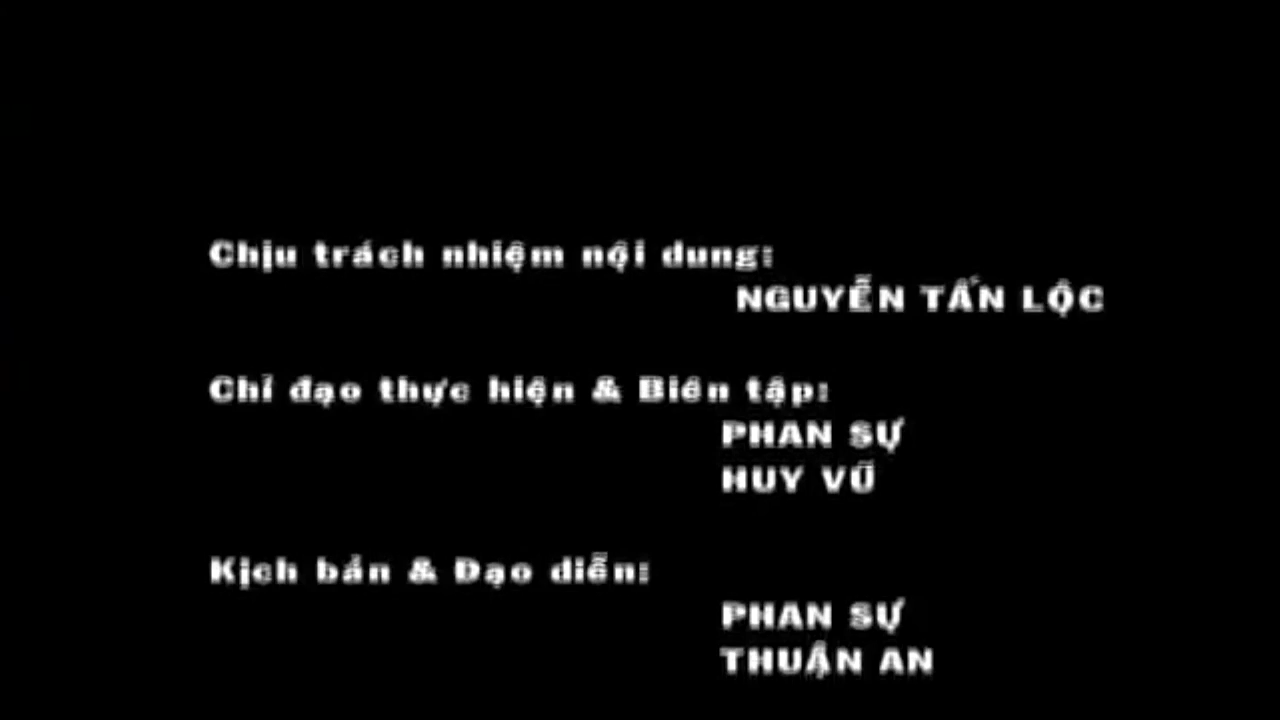 Chịu trách nhiệm nội dung:
NGUYỄN TẤN LỘC
Chỉ đạo thực hiện & Biên tập:
PHAN SỰ
HUY VŨ
Kịch bản & Đạo diễn:
PHAN SỰ
THUẬN AN